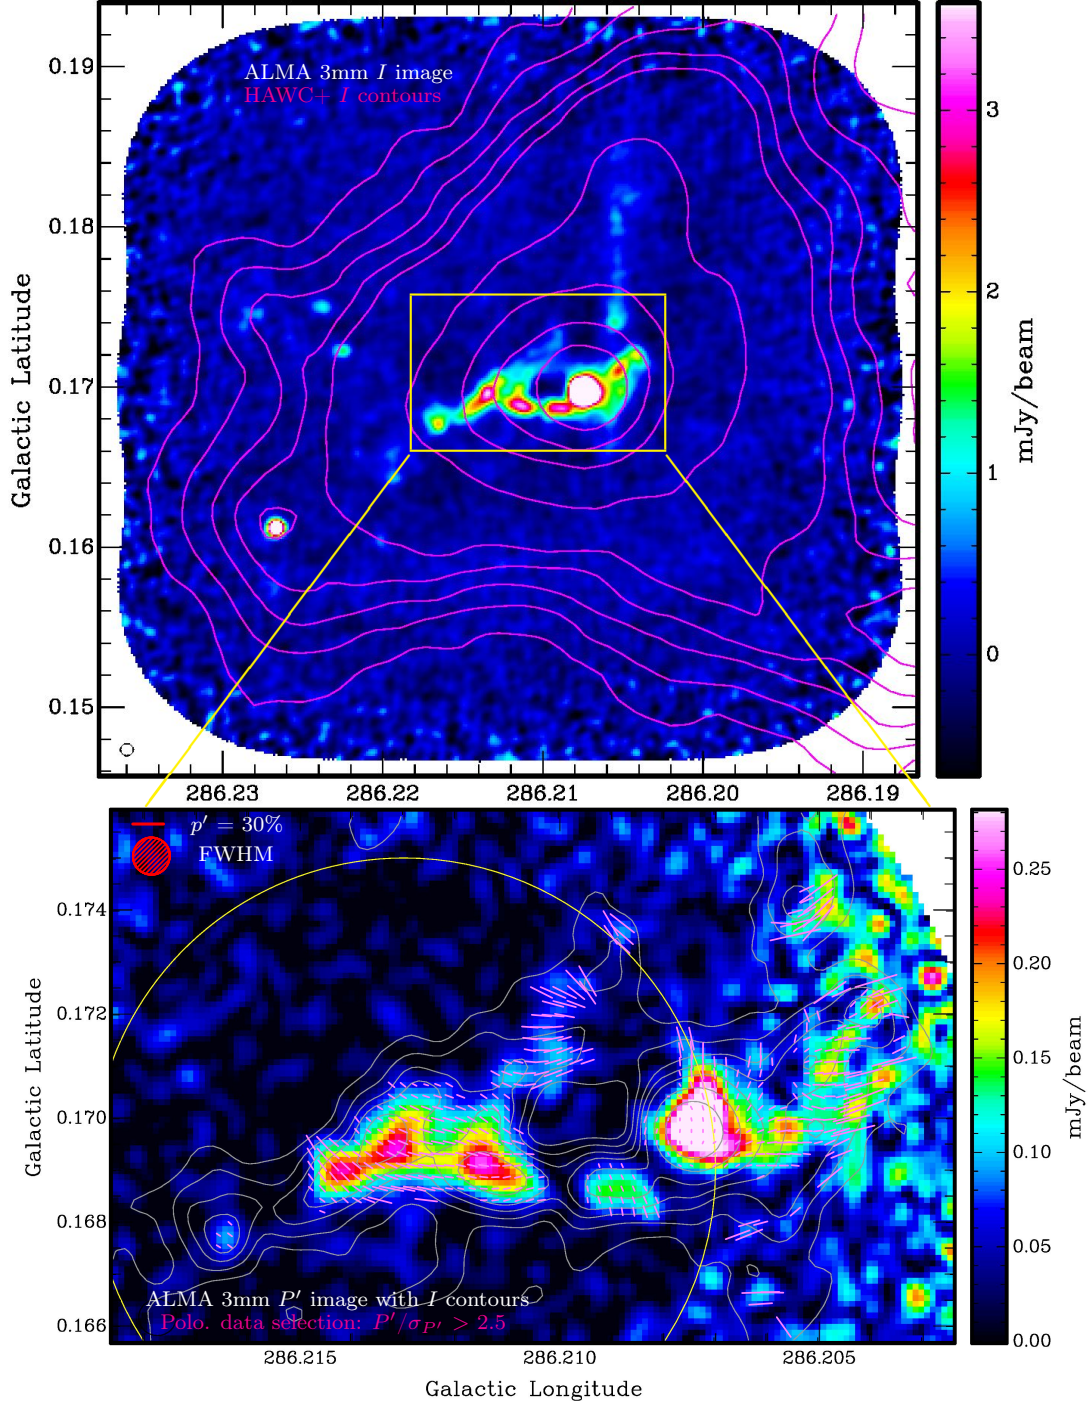 ALMA 3mm I image
HAWC+ I contours
0.19
0.18
0.17
0.16
0.15
Galactic Latitude
286.23
286.22
286.21
286.20
286.19
3
2
1
0
mJy/beam
p′ = 30%
FWHM
0.174
0.172
0.170
0.168
0.166
Galactic Latitude
ALMA 3mm P′ image with I contours
Polo. data selection: P′/σP′ > 2.5
286.215
286.210
286.205
Galactic Longitude
0.25
0.20
0.15
0.10
0.05
0.00
mJy/beam